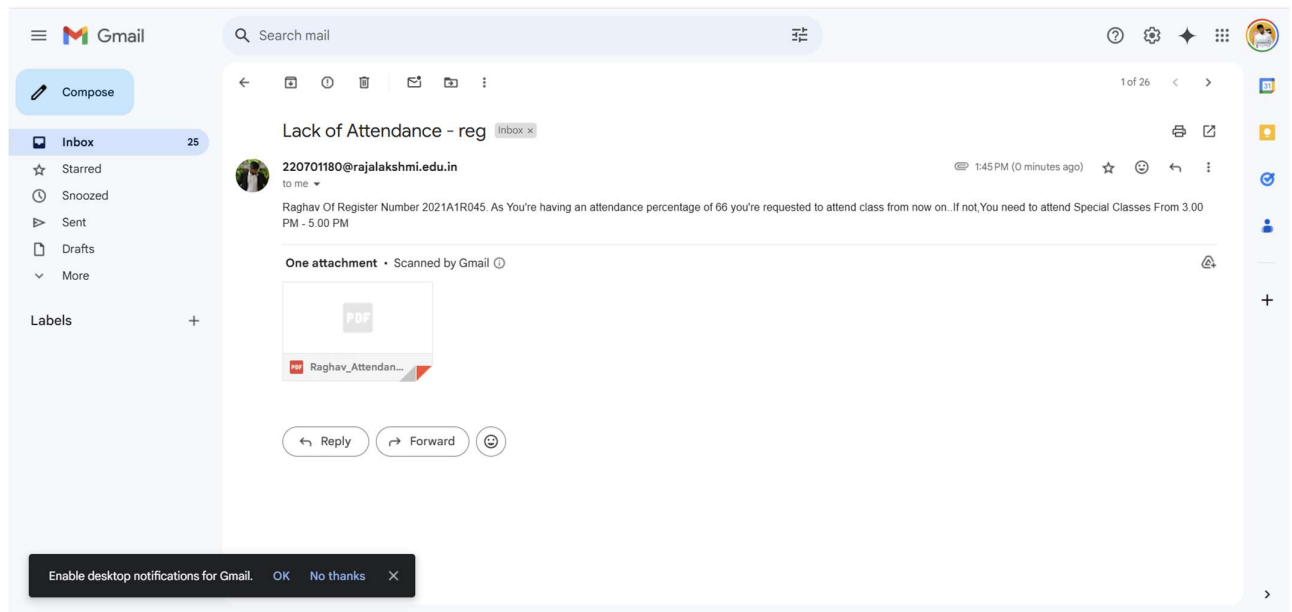 Gmail
Search mail
Compose
1 of 26
Inbox 25
Starred
Snoozed
Sent
Drafts
More
Labels
Lack of Attendance - reg Inbox ×
220701180@rajalakshmi.edu.in 1:45 PM (0 minutes ago)
to me
Raghav Of Register Number 2021A1R045. As You're having an attendance percentage of 66 you're requested to attend class from now on..If not,You need to attend Special Classes From 3.00
PM - 5.00 PM
One attachment • Scanned by Gmail
PDF
PDF Raghav_Attendan...
Reply Forward
Enable desktop notifications for Gmail. OK No thanks
31